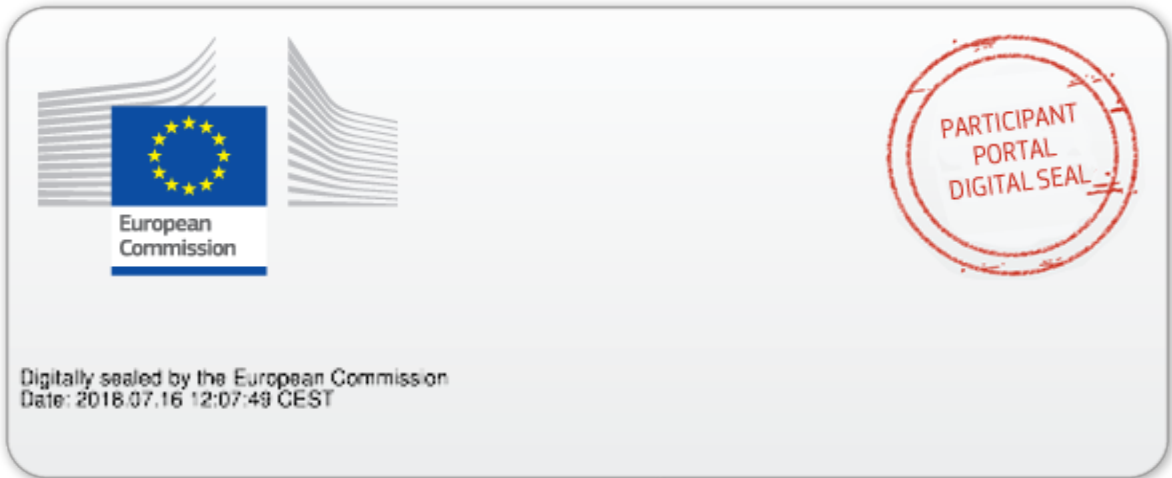 European
Commission
PARTICIPANT
PORTAL
DIGITAL SEAL
Digitally sealed by the European Commission
Date: 2018.07.16 12:07:49 CEST